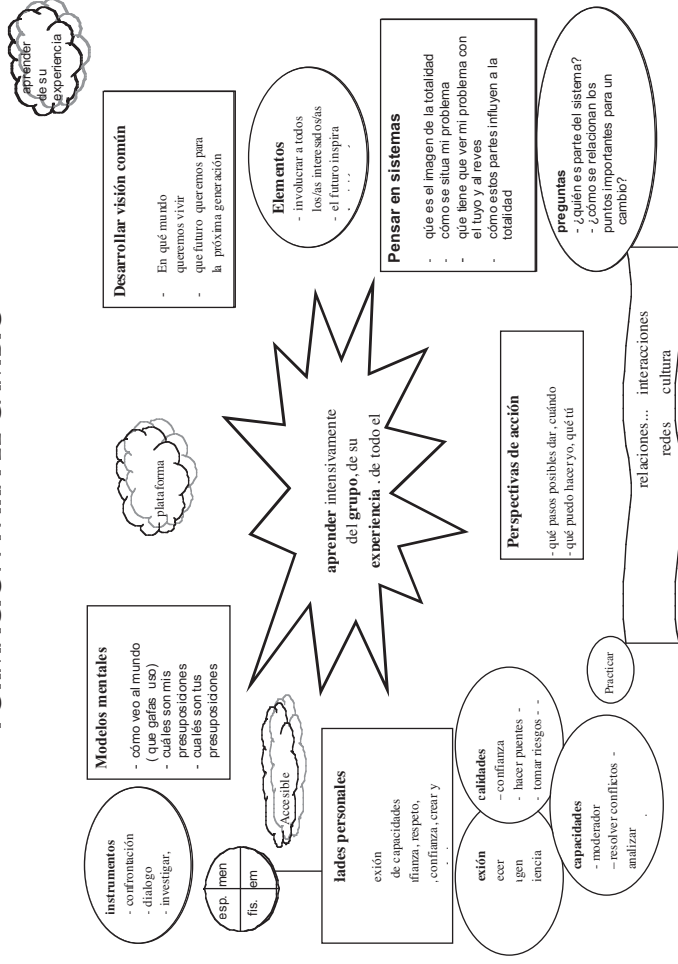 instrumentos
- confrontación
- dialogo
- investigar,
Modelos mentales
- cómo veo al mundo
( que gafas uso)
- cuáles son mis
presuposidones
- cualés son tus
presuposidones
plataforma
Desarrollar visión común
- En qué mundo
queremos vivir
- que futuro queremos para
la próxima generación
aprender
de su
experiencia
esp. men
fis. em
Accesible
Elementos
- involucrar a todos
los/as interesados/as
- el futuro inspira
aprender intensivamente
del grupo, de su
experiencia . de todo el
lades personales
exión
de capacidades
ifianza, respeto,
, confianza, crear y
Pensar en sistemas
- qúe es el imagen de la totalidad
- cómo se situa mi problema
- qúe tiene que ver mi problema con
el tuyo y al reves
- cómo estos partes influyen a la
totalidad
calidades
– confianza
- hacer puentes -
- tomar riesgos - -
exión
ecer
igen
iencia
Perspectivas de acción
- qué pasos posibles dar, cuándo
- qué puedo hacer yo, qué tú
preguntas
- ¿quién es parte del sistema?
- ¿cómo se relacionan los
puntos importantes para un
cambio?
capacidades
- moderador
– resolver conflictos -
analizar
Practicar
relaciones... interacciones
redes cultura